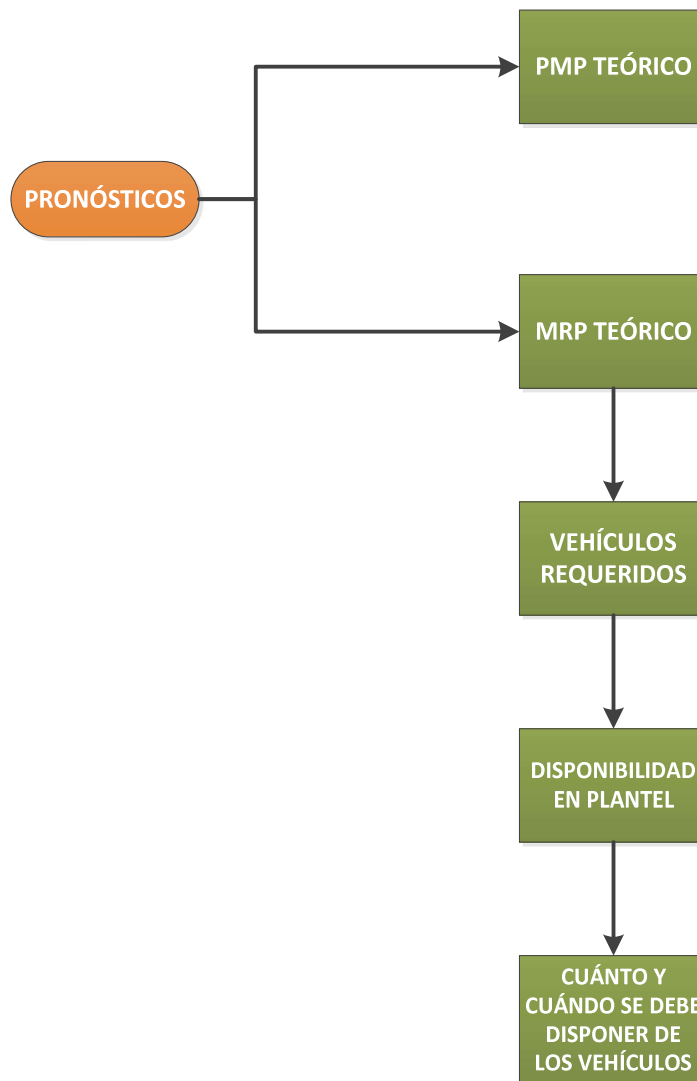 PMP TEÓRICO
PRONÓSTICOS
MRP TEÓRICO
VEHÍCULOS
REQUERIDOS
DISPONIBILIDAD
EN PLANTEL
CUÁNTO Y
CUÁNDO SE DEBE
DISPONER DE
LOS VEHÍCULOS